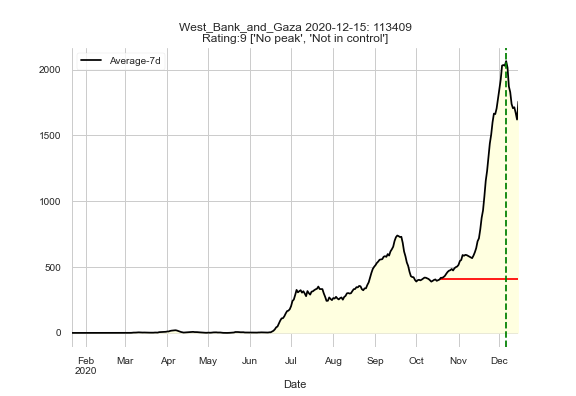 West_Bank_and_Gaza 2020-12-15: 113409
Rating:9 ['No peak', 'Not in control']
Average-7d
2000
1500
1000
500
0
Feb Mar Apr May Jun Jul Aug Sep Oct Nov Dec
2020
Date